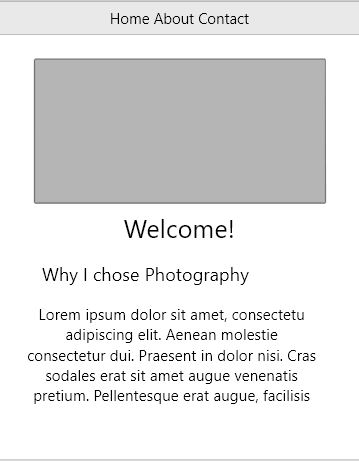 Home About Contact
Welcome!
Why I chose Photography
Lorem ipsum dolor sit amet, consectetu
adipiscing elit. Aenean molestie
consectetur dui. Praesent in dolor nisi. Cras
sodales erat sit amet augue venenatis
pretium. Pellentesque erat augue, facilisis